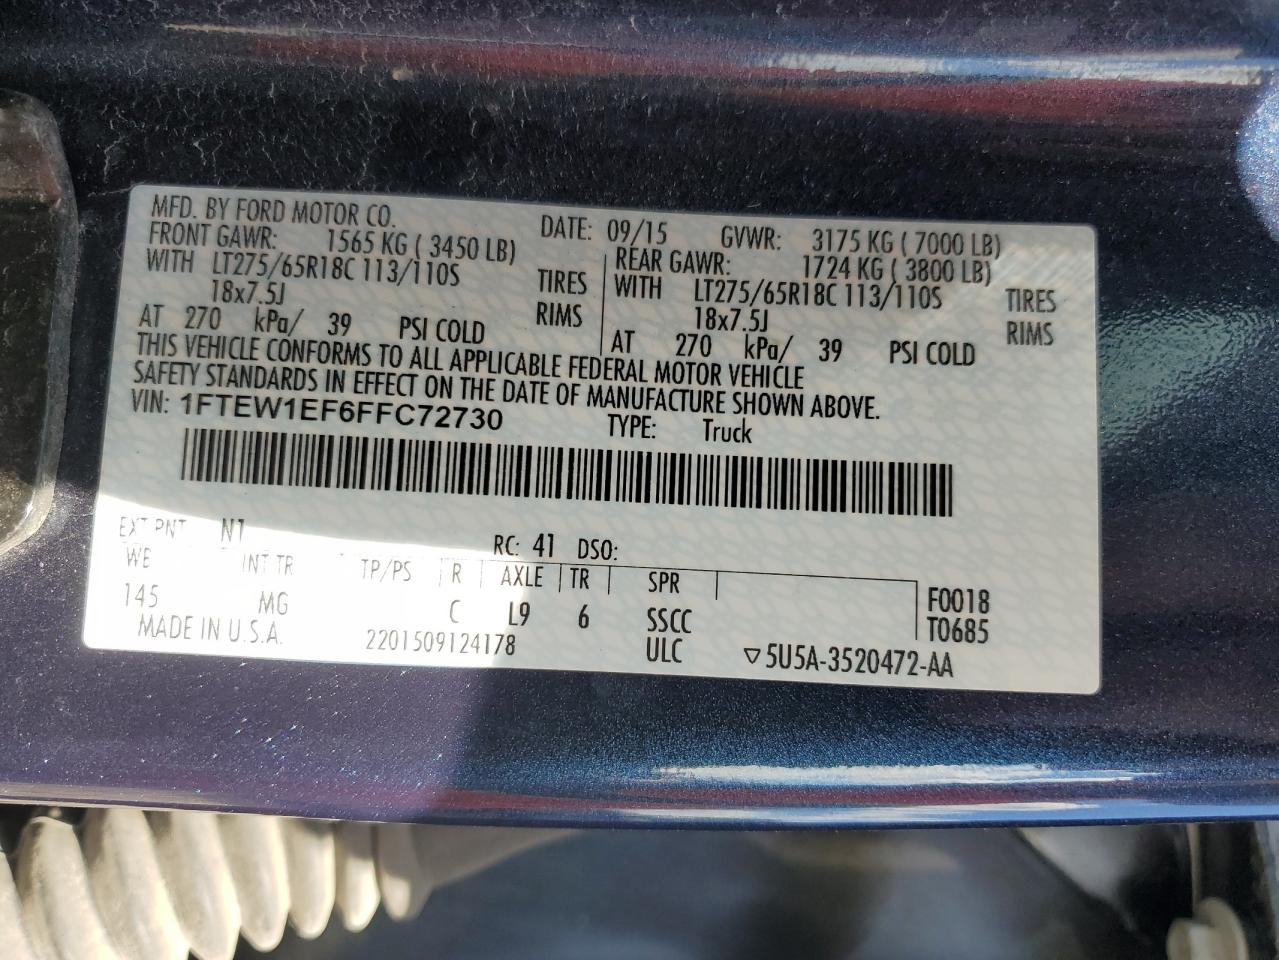 MFD. BY FORD MOTOR CO. DATE: 09/15 GVWR: 3175 KG ( 7000 LB)
FRONT GAWR: 1565 KG ( 3450 LB) REAR GAWR: 1724 KG ( 3800 LB)
WITH LT275/65R18C 113/110S TIRES WITH LT275/65R18C 113/110S TIRES
18x7.5J RIMS 18x7.5J RIMS
AT 270 kPa/ 39 PSI COLD AT 270 kPa/ 39 PSI COLD
THIS VEHICLE CONFORMS TO ALL APPLICABLE FEDERAL MOTOR VEHICLE
SAFETY STANDARDS IN EFFECT ON THE DATE OF MANUFACTURE SHOWN ABOVE.
VIN: 1FTEW1EF6FFC72730 TYPE: Truck
EXT PNT N1 RC: 41 DSO:
WB INT TR TP/PS R AXLE TR SPR F0018
145 MG C L9 6 SSCC T0685
MADE IN U.S.A. 2201509124178 ULC ▽5U5A-3520472-AA